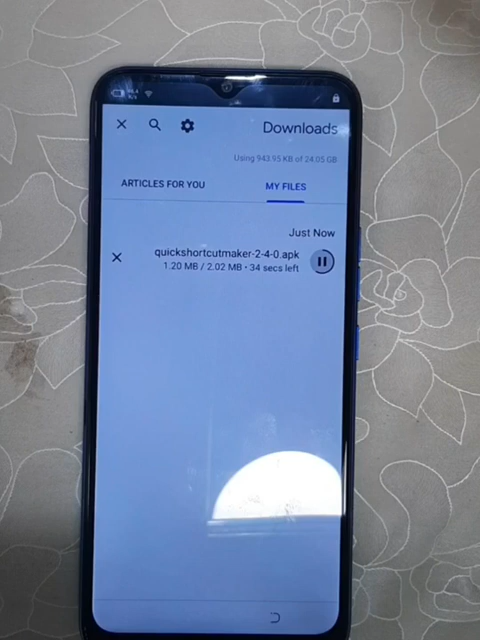 Downloads
Using 943.95 KB of 24.05 GB
ARTICLES FOR YOU
MY FILES
Just Now
quickshortcutmaker-2-4-0.apk
1.20 MB / 2.02 MB • 34 secs left